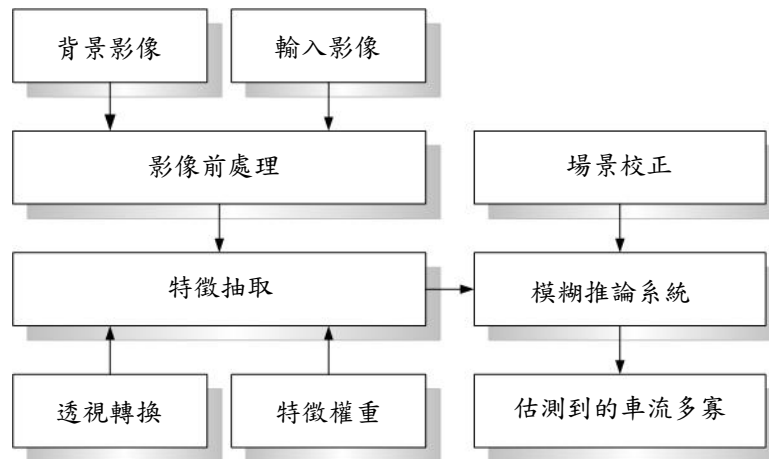 背景影像
輸入影像
影像前處理
場景校正
特徵抽取
模糊推論系統
透視轉換
特徵權重
估測到的車流多寡